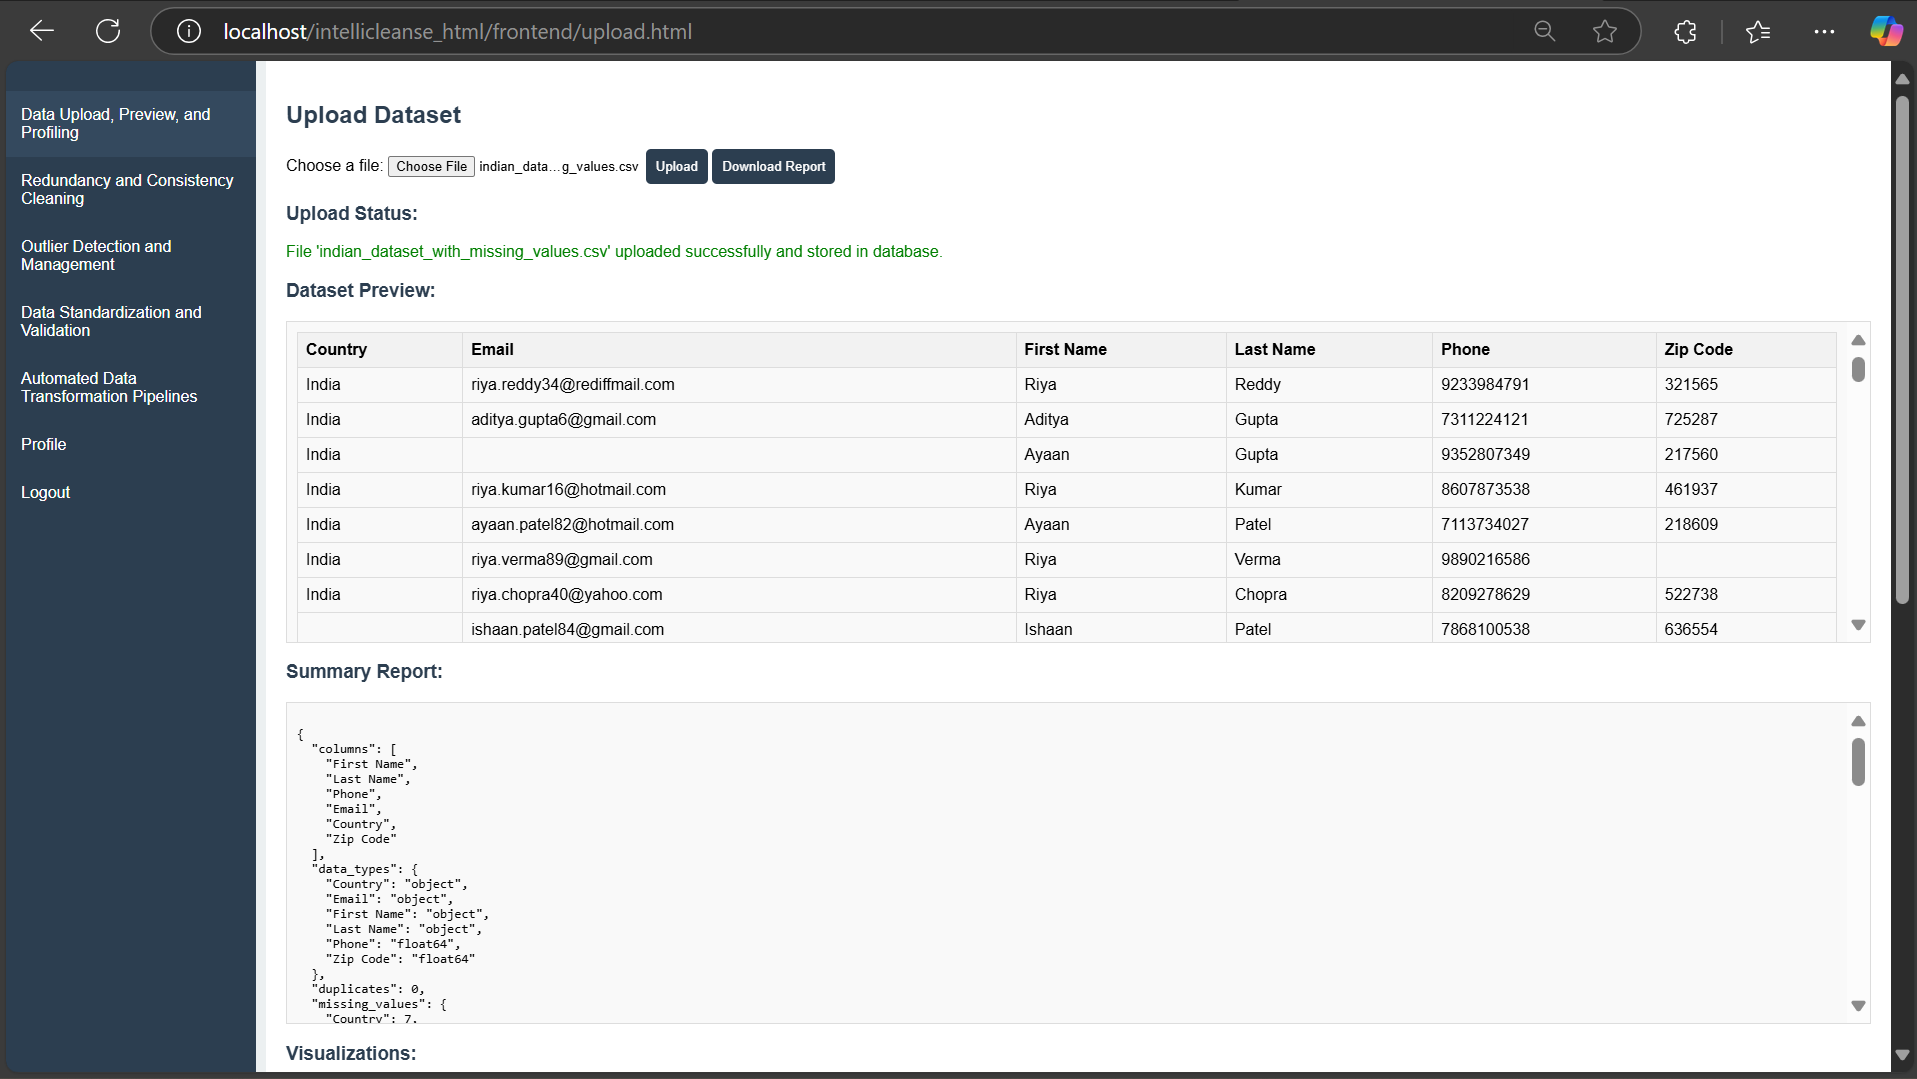 localhost/intellicleanse_html/frontend/upload.html
Data Upload, Preview, and
Profiling
Redundancy and Consistency
Cleaning
Outlier Detection and
Management
Data Standardization and
Validation
Automated Data
Transformation Pipelines
Profile
Logout
Upload Dataset
Choose a file: Choose File indian_data...g_values.csv Upload Download Report
Upload Status:
File 'indian_dataset_with_missing_values.csv' uploaded successfully and stored in database.
Dataset Preview:
Country Email First Name Last Name Phone Zip Code
India riya.reddy34@rediffmail.com Riya Reddy 9233984791 321565
India aditya.gupta6@gmail.com Aditya Gupta 7311224121 725287
India Ayaan Gupta 9352807349 217560
India riya.kumar16@hotmail.com Riya Kumar 8607873538 461937
India ayaan.patel82@hotmail.com Ayaan Patel 7113734027 218609
India riya.verma89@gmail.com Riya Verma 9890216586
India riya.chopra40@yahoo.com Riya Chopra 8209278629 522738
ishaan.patel84@gmail.com Ishaan Patel 7868100538 636554
Summary Report:
{
"columns": [
"First Name",
"Last Name",
"Phone",
"Email",
"Country",
"Zip Code"
],
"data_types": {
"Country": "object",
"Email": "object",
"First Name": "object",
"Last Name": "object",
"Phone": "float64",
"Zip Code": "float64"
},
"duplicates": 0,
"missing_values": {
"Country": 7,
Visualizations: